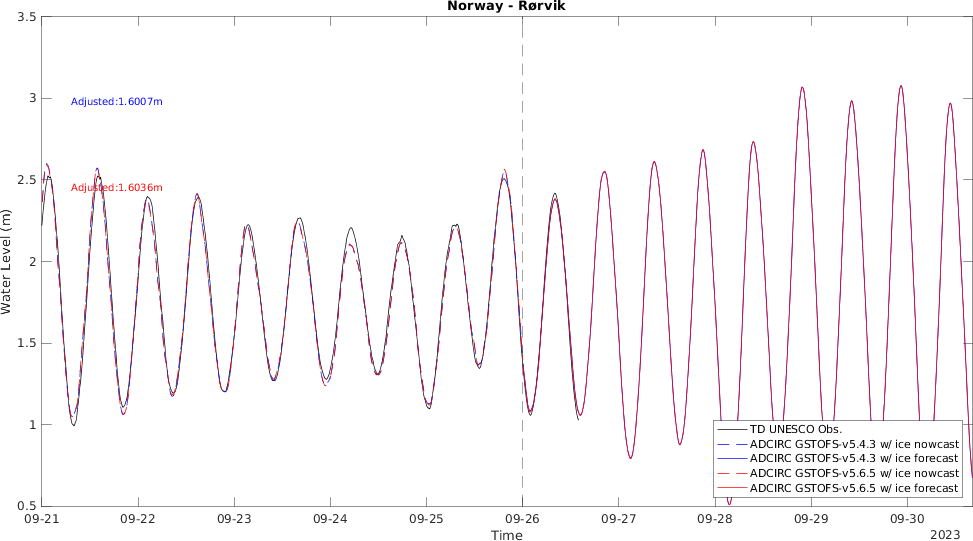 Norway - Rørvik
3.5
3
2.5
2
1.5
1
0.5
Water Level (m)
Adjusted:1.6007m
Adjusted:1.6036m
TD UNESCO Obs.
ADCIRC GSTOFS-v5.4.3 w/ ice nowcast
ADCIRC GSTOFS-v5.4.3 w/ ice forecast
ADCIRC GSTOFS-v5.6.5 w/ ice nowcast
ADCIRC GSTOFS-v5.6.5 w/ ice forecast
09-21 09-22 09-23 09-24 09-25 09-26 09-27 09-28 09-29 09-30
Time
2023